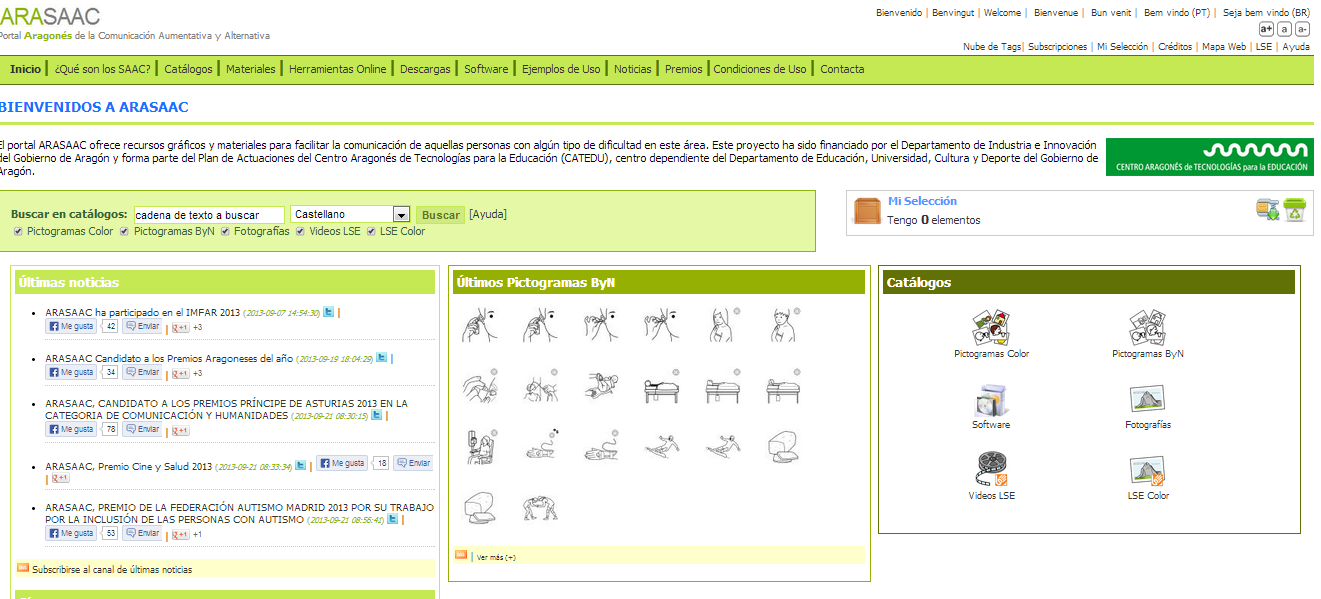 ARASAAC
Portal Aragonés de la Comunicación Aumentativa y Alternativa
Bienvenido | Benvingut | Welcome | Bienvenue | Bun venit | Bem vindo (PT) | Seja bem vindo (BR)
a+ a a-
Nube de Tags| Subscripciones | Mi Selección | Créditos | Mapa Web | LSE | Ayuda
Inicio | ¿Qué son los SAAC? | Catálogos | Materiales | Herramientas Online | Descargas | Software | Ejemplos de Uso | Noticias | Premios | Condiciones de Uso | Contacta
BIENVENIDOS A ARASAAC
El portal ARASAAC ofrece recursos gráficos y materiales para facilitar la comunicación de aquellas personas con algún tipo de dificultad en este área. Este proyecto ha sido financiado por el Departamento de Industria e Innovación
del Gobierno de Aragón y forma parte del Plan de Actuaciones del Centro Aragonés de Tecnologías para la Educación (CATEDU), centro dependiente del Departamento de Educación, Universidad, Cultura y Deporte del Gobierno de
Aragón.
CENTRO ARAGONÉS de TECNOLOGÍAS para la EDUCACIÓN
Buscar en catálogos: cadena de texto a buscar Castellano Buscar [Ayuda]
Pictogramas Color Pictogramas ByN Fotografías Videos LSE LSE Color
Mi Selección
Tengo 0 elementos
Últimas noticias
ARASAAC ha participado en el IMFAR 2013 (2013-09-07 14:54:30) |
Me gusta 42 Enviar | g+1 +3
ARASAAC Candidato a los Premios Aragoneses del año (2013-09-19 18:04:29) |
Me gusta 34 Enviar | g+1 +3
ARASAAC, CANDIDATO A LOS PREMIOS PRÍNCIPE DE ASTURIAS 2013 EN LA
CATEGORIA DE COMUNICACIÓN Y HUMANIDADES (2013-09-21 08:30:15) |
Me gusta 78 Enviar | g+1
ARASAAC, Premio Cine y Salud 2013 (2013-09-21 08:33:34) | Me gusta 18 Enviar
| g+1
ARASAAC, PREMIO DE LA FEDERACIÓN AUTISMO MADRID 2013 POR SU TRABAJO
POR LA INCLUSIÓN DE LAS PERSONAS CON AUTISMO (2013-09-21 08:56:41) |
Me gusta 53 Enviar | g+1 +1
Subscribirse al canal de últimas noticias
Últimos Pictogramas ByN
| Ver más (+)
Catálogos
Pictogramas Color Pictogramas ByN
Software Fotografías
Videos LSE LSE Color